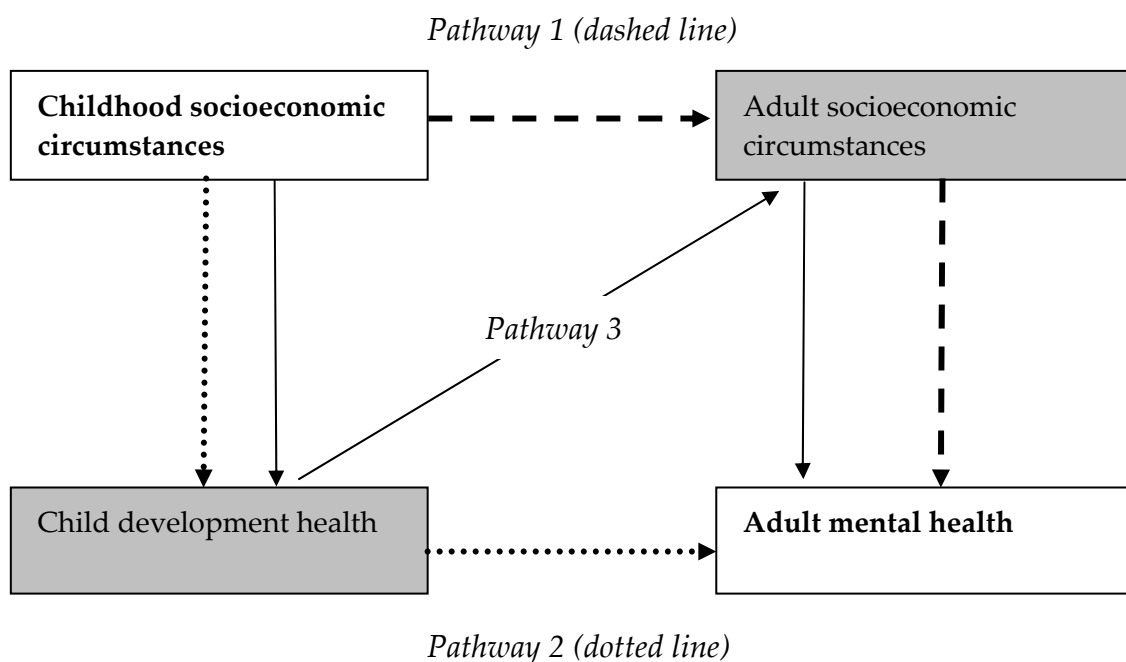 Pathway 1 (dashed line)
Childhood socioeconomic
circumstances
Adult socioeconomic
circumstances
Pathway 3
Child development health
Adult mental health
Pathway 2 (dotted line)